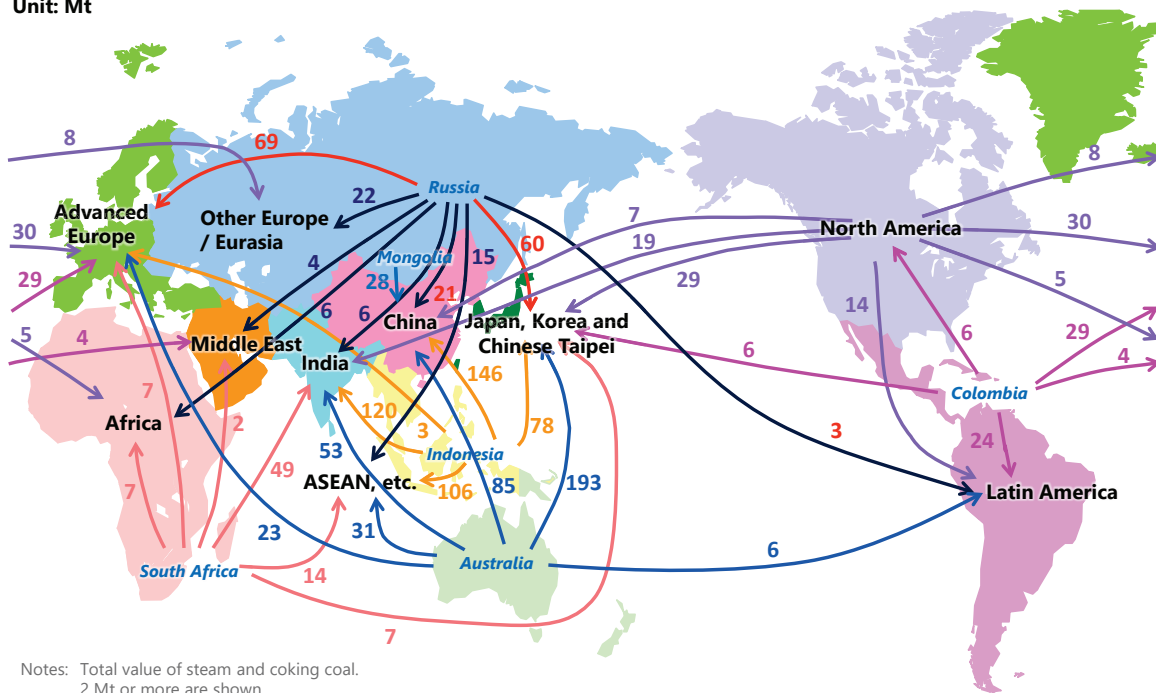 Unit: Mt
8
69
8
Russia
22
Advanced
Europe
Other Europe
/ Eurasia
7
North America
30
19
30
60
15
4
Mongolia
29
5
29
28
21
14
6
6
5
4
China
Japan, Korea and
Chinese Taipei
6
29
Middle East
India
6
4
146
Colombia
7
120
Africa
2
3
78
3
24
53
49
Indonesia
7
ASEAN, etc.
106
85
193
Latin America
23
31
6
South Africa
14
Australia
7
Notes: Total value of steam and coking coal.
2 Mt or more are shown